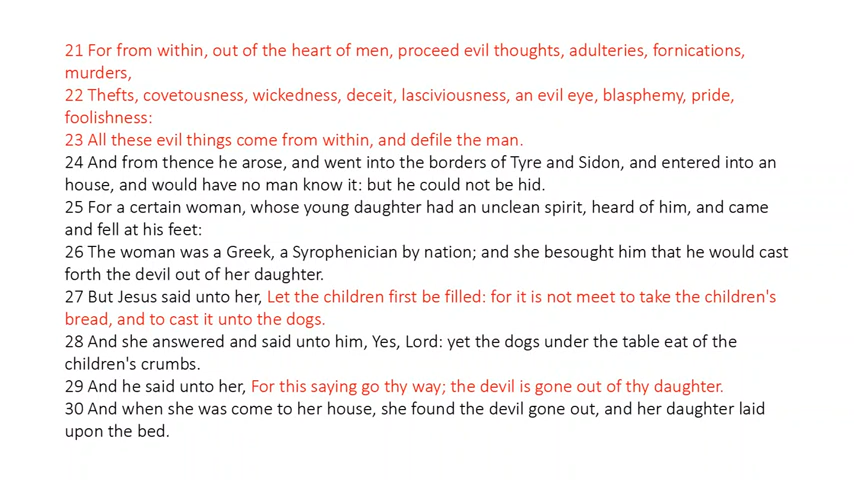 21 For from within, out of the heart of men, proceed evil thoughts, adulteries, fornications,
murders,
22 Thefts, covetousness, wickedness, deceit, lasciviousness, an evil eye, blasphemy, pride,
foolishness:
23 All these evil things come from within, and defile the man.
24 And from thence he arose, and went into the borders of Tyre and Sidon, and entered into an
house, and would have no man know it: but he could not be hid.
25 For a certain woman, whose young daughter had an unclean spirit, heard of him, and came
and fell at his feet:
26 The woman was a Greek, a Syrophenician by nation; and she besought him that he would cast
forth the devil out of her daughter.
27 But Jesus said unto her, Let the children first be filled: for it is not meet to take the children's
bread, and to cast it unto the dogs.
28 And she answered and said unto him, Yes, Lord: yet the dogs under the table eat of the
children's crumbs.
29 And he said unto her, For this saying go thy way; the devil is gone out of thy daughter.
30 And when she was come to her house, she found the devil gone out, and her daughter laid
upon the bed.